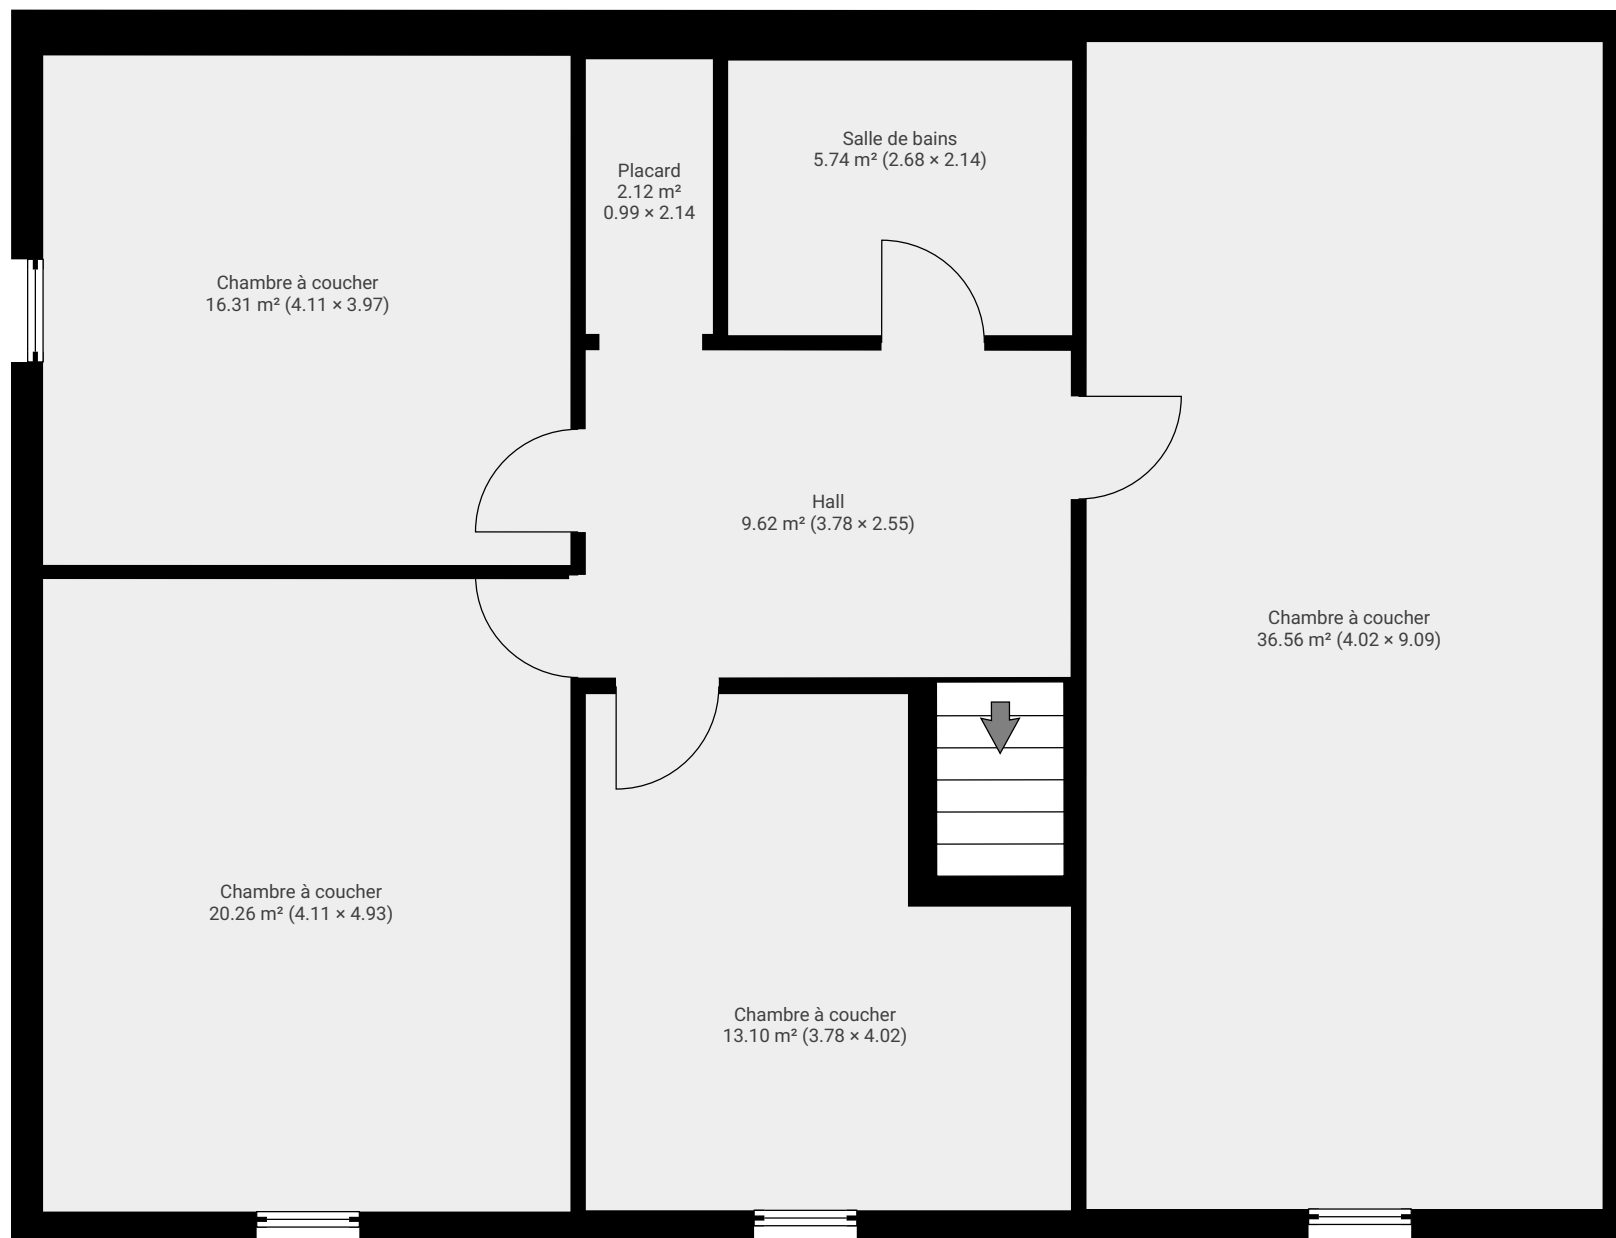 Salle de bains
5.74 m² (2.68 × 2.14)
Placard
2.12 m²
0.99 × 2.14
Chambre à coucher
16.31 m² (4.11 × 3.97)
Hall
9.62 m² (3.78 × 2.55)
Chambre à coucher
36.56 m² (4.02 × 9.09)
Chambre à coucher
20.26 m² (4.11 × 4.93)
Chambre à coucher
13.10 m² (3.78 × 4.02)